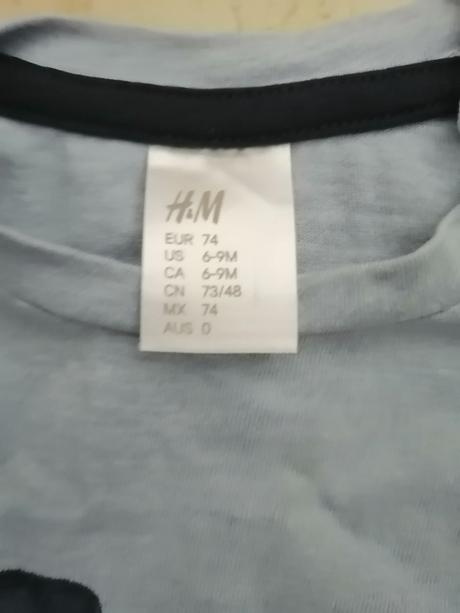 H&M
EUR 74
US 6-9M
CA 6-9M
CN 73/48
MX 74
AUS 0